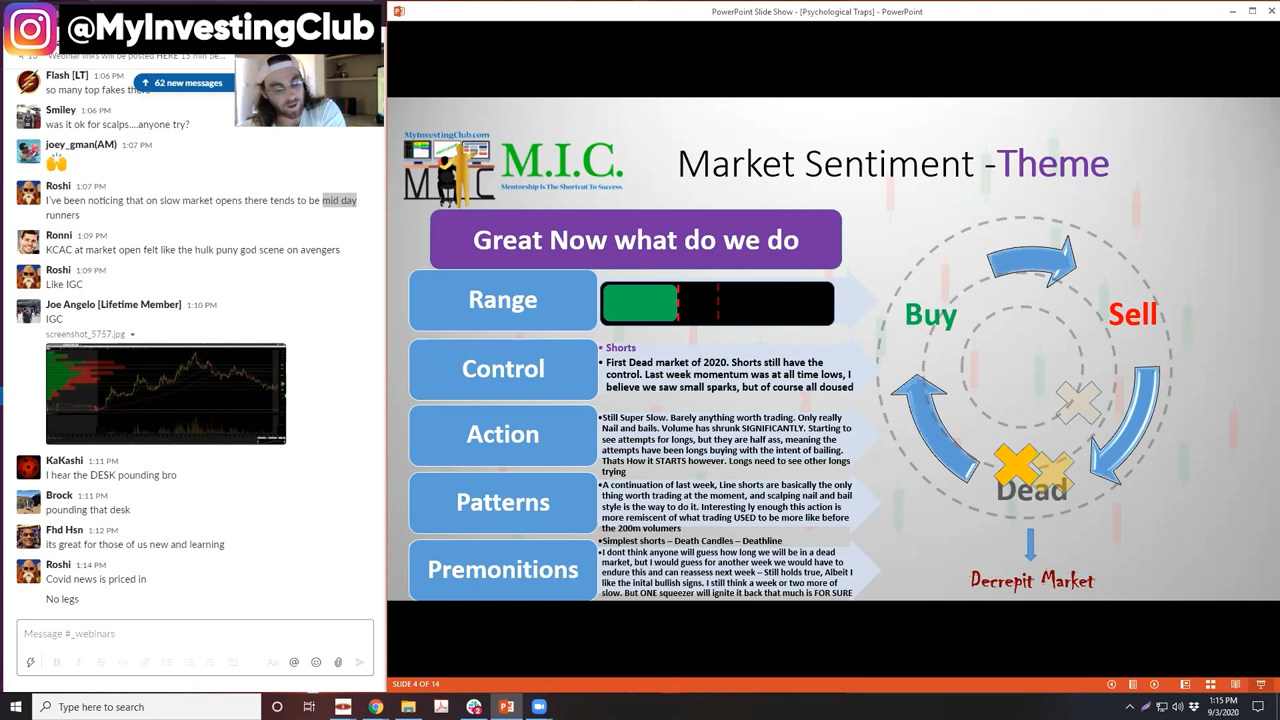 @MyInvestingClub
Webinar links will be posted HERE 15 min be...
Flash [LT] 1:06 PM
62 new messages
so many top fakes there
Smiley 1:06 PM
was it ok for scalps....anyone try?
joey_gman(AM) 1:07 PM
Roshi 1:07 PM
I've been noticing that on slow market opens there tends to be mid day
runners
Ronni 1:09 PM
KCAC at market open felt like the hulk puny god scene on avengers
Roshi 1:09 PM
Like IGC
Joe Angelo [Lifetime Member] 1:10 PM
IGC
screenshot_5757.jpg
KaKashi 1:11 PM
I hear the DESK pounding bro
Brock 1:11 PM
pounding that desk
Fhd Hsn 1:12 PM
its great for those of us new and learning
Roshi 1:14 PM
Covid news is priced in
No legs
Message #_webinars
PowerPoint Slide Show - [Psychological Traps] - PowerPoint
MyInvestingClub.com
M.I.C.
Mentorship Is The Shortcut To Success.
Market Sentiment -Theme
Great Now what do we do
Range
Control
• Shorts
• First Dead market of 2020. Shorts still have the
control. Last week momentum was at all time lows, I
believe we saw small sparks, but of course all doused
Action
•Still Super Slow. Barely anything worth trading. Only really
Nail and bails. Volume has shrunk SIGNIFICANTLY. Starting to
see attempts for longs, but they are half ass, meaning the
attempts have been longs buying with the intent of bailing.
Thats How it STARTS however. Longs need to see other longs
trying
Patterns
•A continuation of last week, Line shorts are basically the only
thing worth trading at the moment, and scalping nail and bail
style is the way to do it. Interesting ly enough this action is
more remiscent of what trading USED to be more like before
the 200m volumers
•Simplest shorts – Death Candles – Deathline
Premonitions
•I dont think anyone will guess how long we will be in a dead
market, but I would guess for another week we would have to
endure this and can reassess next week – Still holds true, Albeit I
like the inital bullish signs. I still think a week or two more of
slow. But ONE squeezer will ignite it back that much is FOR SURE
Buy
Sell
Dead
Decrepit Market
SLIDE 4 OF 14
Type here to search
1:15 PM
9/3/2020